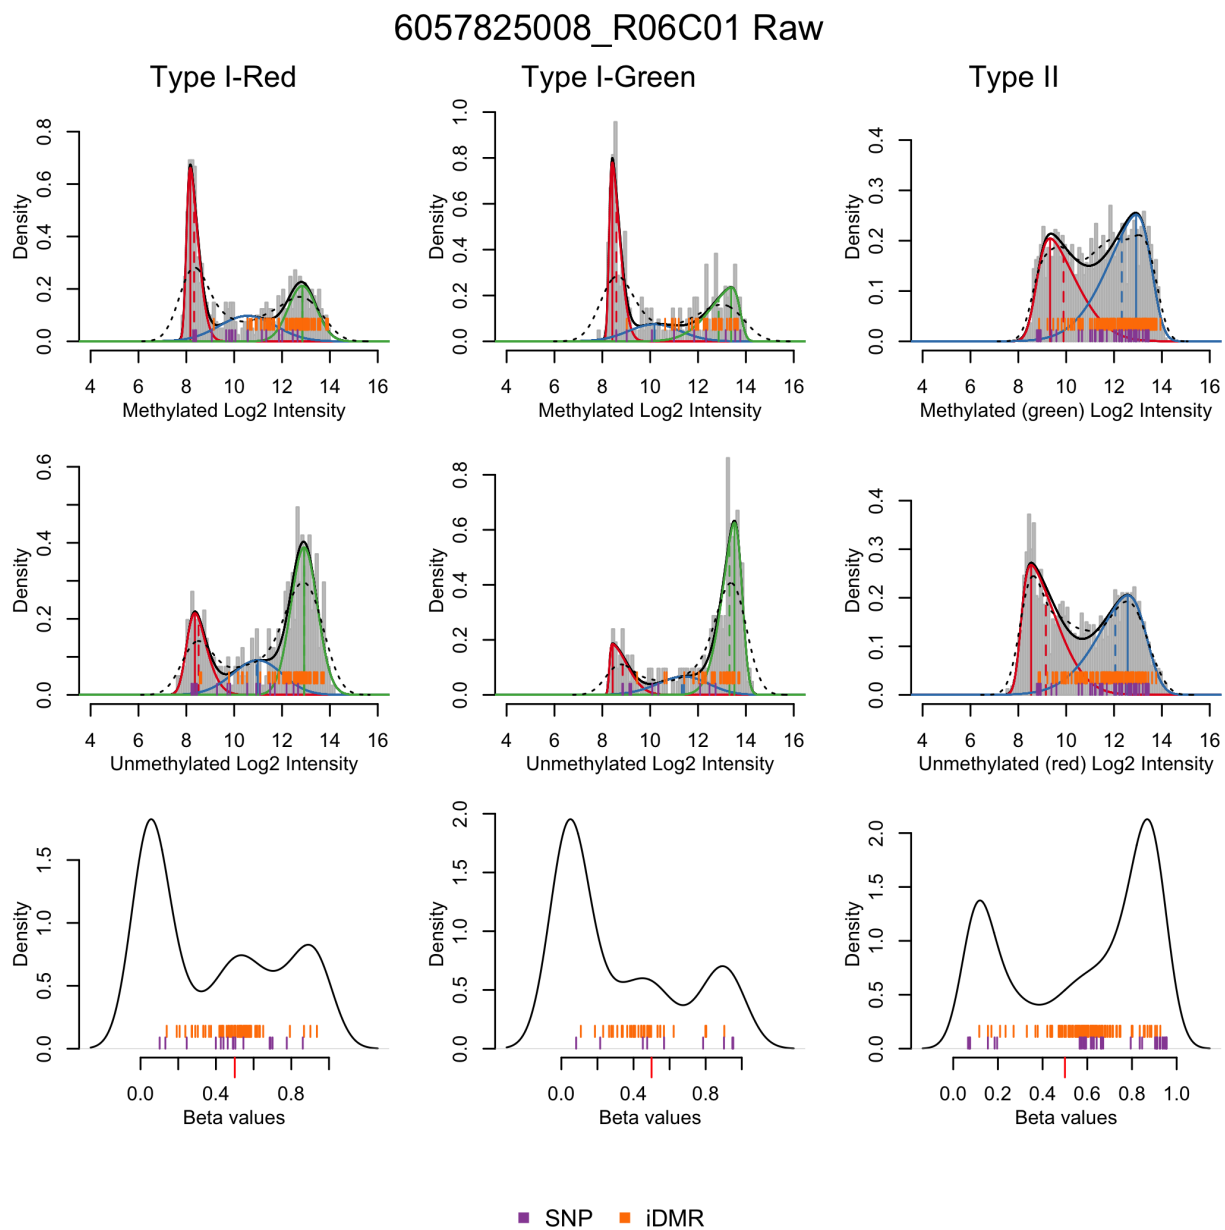 6057825008_R06C01 Raw
Type I-Red
Type I-Green
Type II
Density
0.0 0.2 0.4 0.6 0.8
4 6 8 10 12 14 16
Methylated Log2 Intensity
Density
0.0 0.2 0.4 0.6 0.8 1.0
4 6 8 10 12 14 16
Methylated Log2 Intensity
Density
0.0 0.1 0.2 0.3 0.4
4 6 8 10 12 14 16
Methylated (green) Log2 Intensity
Density
0.0 0.2 0.4 0.6
4 6 8 10 12 14 16
Unmethylated Log2 Intensity
Density
0.0 0.2 0.4 0.6 0.8
4 6 8 10 12 14 16
Unmethylated Log2 Intensity
Density
0.0 0.1 0.2 0.3 0.4
4 6 8 10 12 14 16
Unmethylated (red) Log2 Intensity
Density
0.0 0.5 1.0 1.5
0.0 0.4 0.8
Beta values
Density
0.0 0.5 1.0 1.5 2.0
0.0 0.4 0.8
Beta values
Density
0.0 0.5 1.0 1.5 2.0
0.0 0.2 0.4 0.6 0.8 1.0
Beta values
SNP iDMR